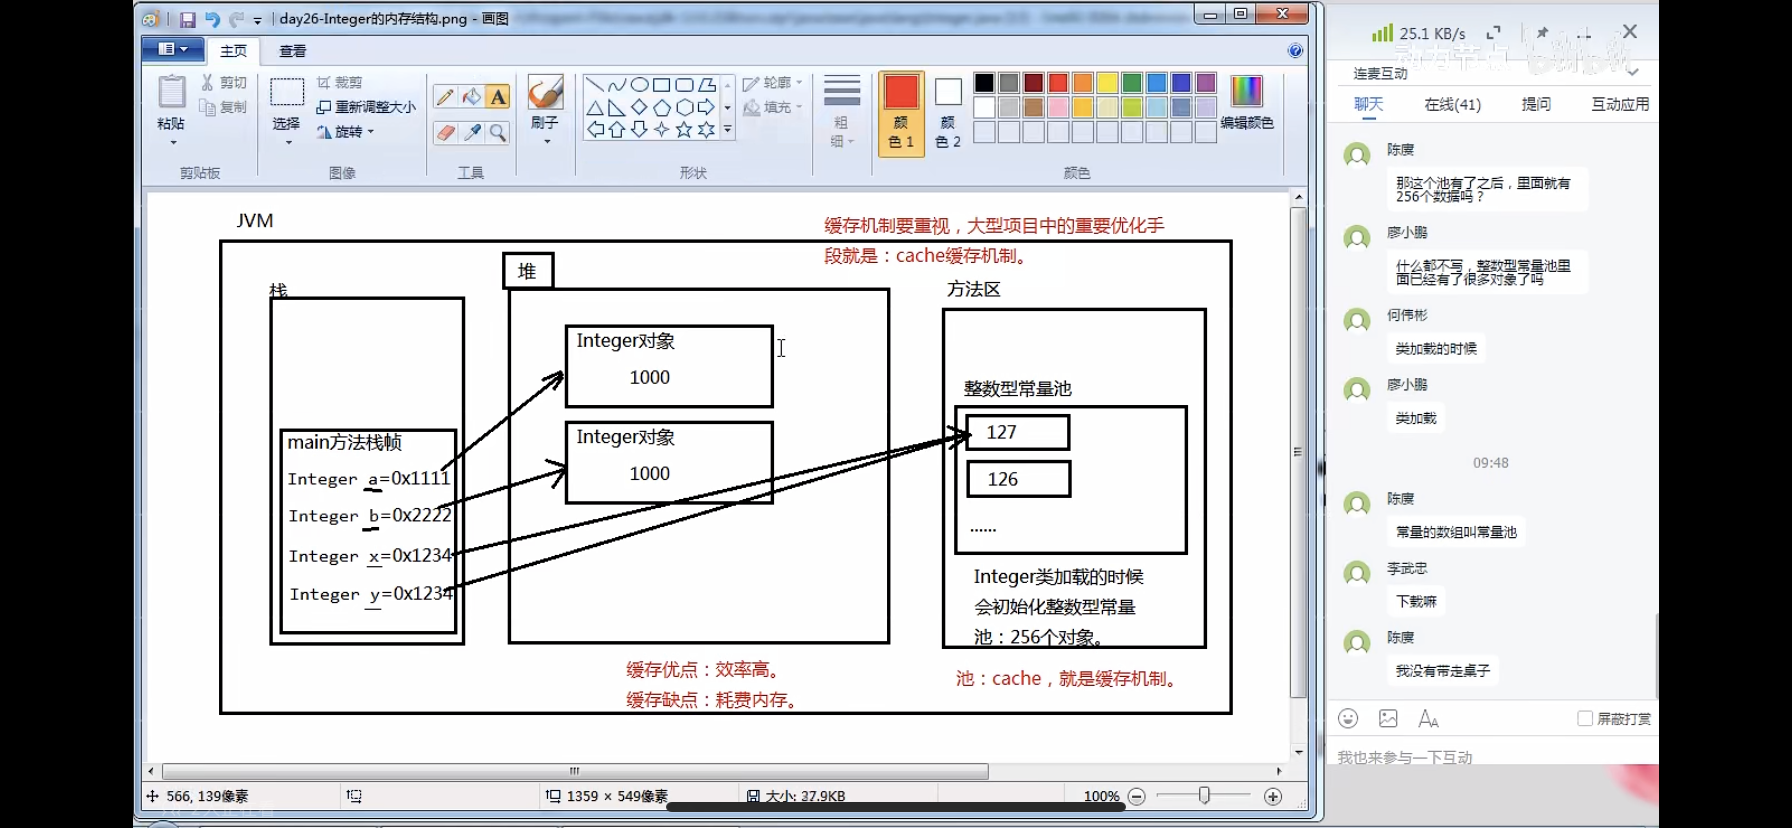 day26-Integer的内存结构.png - 画图
主页
查看
粘贴
剪切
复制
剪贴板
选择
裁剪
重新调整大小
旋转
图像
A
工具
刷子
轮廓
填充
形状
粗
细
颜
色 1
颜
色 2
编辑颜色
颜色
JVM
缓存机制要重视，大型项目中的重要优化手
段就是：cache缓存机制。
栈
main方法栈帧
Integer a=0x1111
Integer b=0x2222
Integer x=0x1234
Integer y=0x1234
堆
Integer对象
1000
Integer对象
1000
缓存优点：效率高。
缓存缺点：耗费内存。
方法区
整数型常量池
127
126
......
Integer类加载的时候
会初始化整数型常量
池：256个对象。
池：cache，就是缓存机制。
566, 139像素
1359 × 549像素
大小: 37.9KB
100%
25.1 KB/s
动力节点
bilibili
连麦互动
聊天
在线(41)
提问
互动应用
陈赓
那这个池有了之后，里面就有
256个数据吗？
廖小鹏
什么都不写，整数型常量池里
面已经有了很多对象了吗
何伟彬
类加载的时候
廖小鹏
类加载
09:48
陈赓
常量的数组叫常量池
李武忠
下载嘛
陈赓
我没有带走桌子
屏蔽打赏
我也来参与一下互动